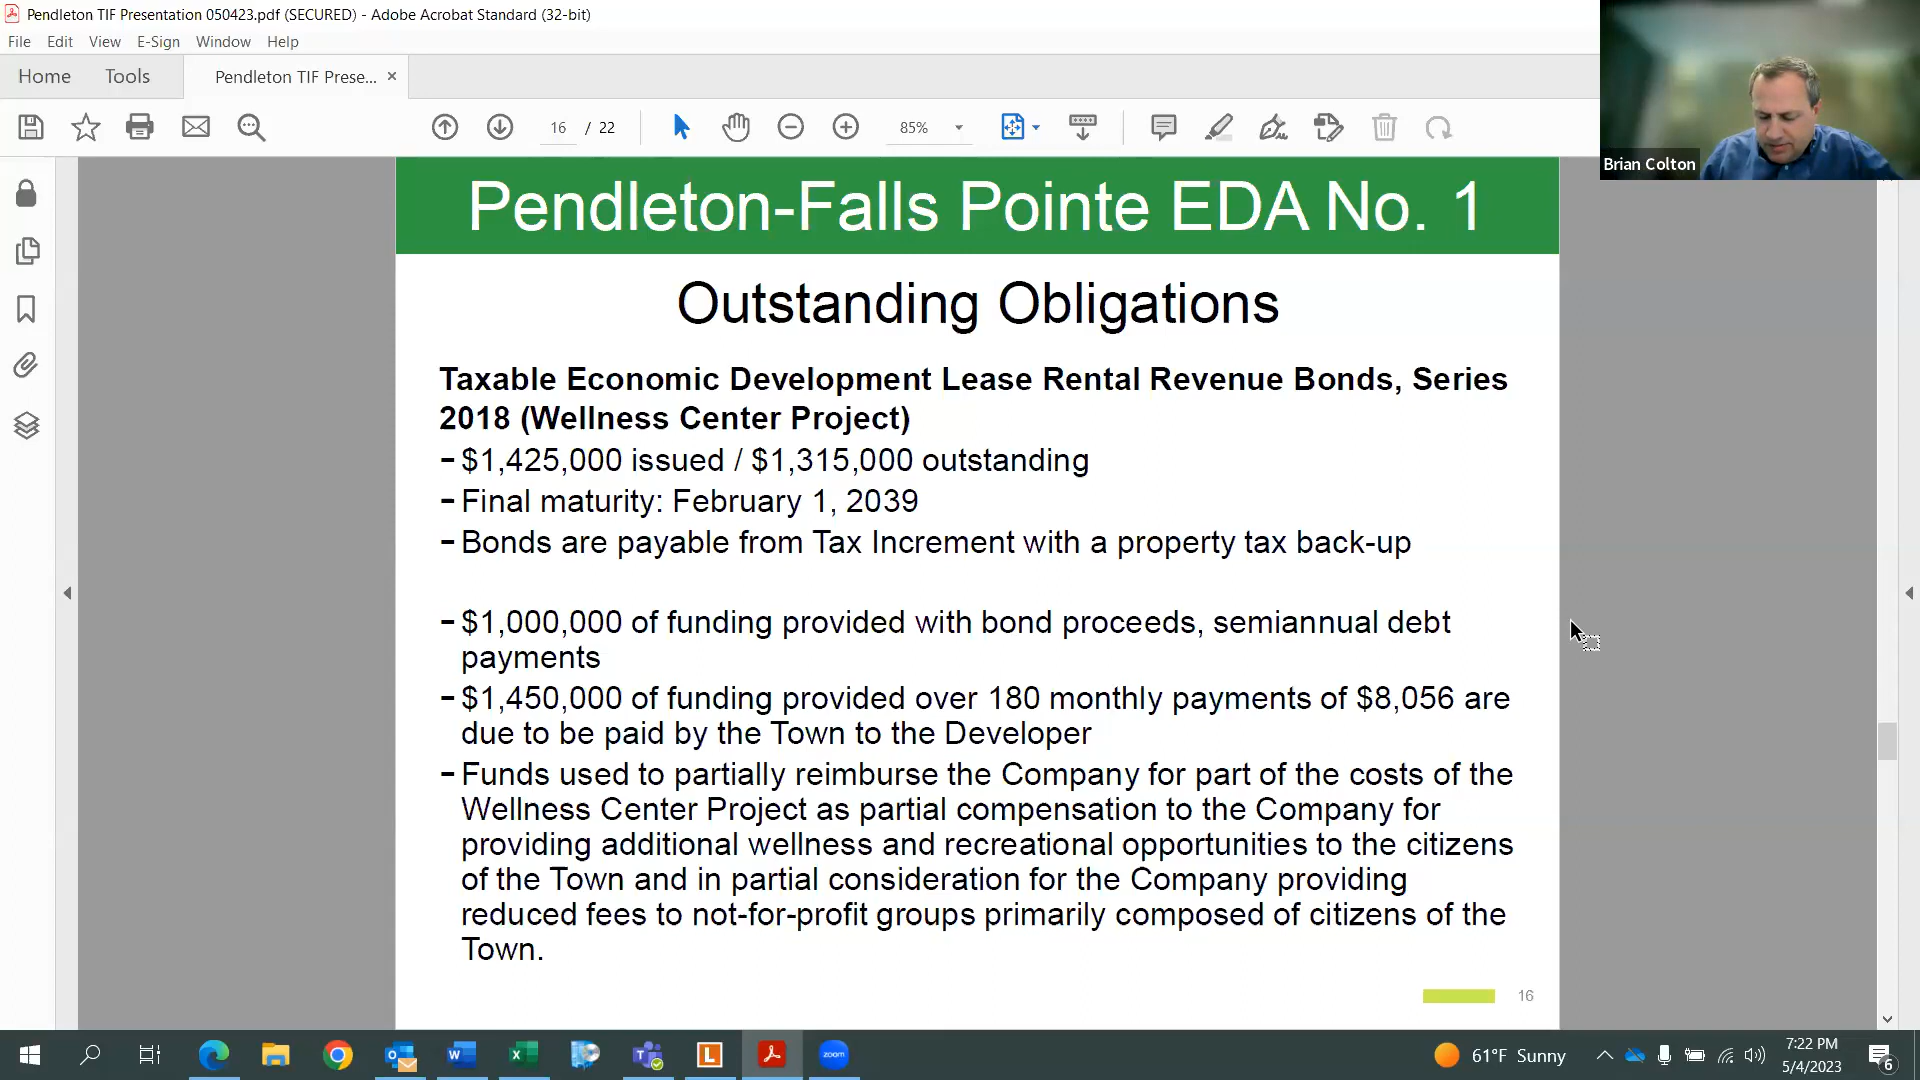 Pendleton TIF Presentation 050423.pdf (SECURED) - Adobe Acrobat Standard (32-bit)
File Edit View E-Sign Window Help
Home Tools Pendleton TIF Prese... ×
16 / 22 85%
Brian Colton
Pendleton-Falls Pointe EDA No. 1
Outstanding Obligations
Taxable Economic Development Lease Rental Revenue Bonds, Series
2018 (Wellness Center Project)
- $1,425,000 issued / $1,315,000 outstanding
- Final maturity: February 1, 2039
- Bonds are payable from Tax Increment with a property tax back-up
- $1,000,000 of funding provided with bond proceeds, semiannual debt
payments
- $1,450,000 of funding provided over 180 monthly payments of $8,056 are
due to be paid by the Town to the Developer
- Funds used to partially reimburse the Company for part of the costs of the
Wellness Center Project as partial compensation to the Company for
providing additional wellness and recreational opportunities to the citizens
of the Town and in partial consideration for the Company providing
reduced fees to not-for-profit groups primarily composed of citizens of the
Town.
16
zoom
61°F Sunny
7:22 PM
5/4/2023
6